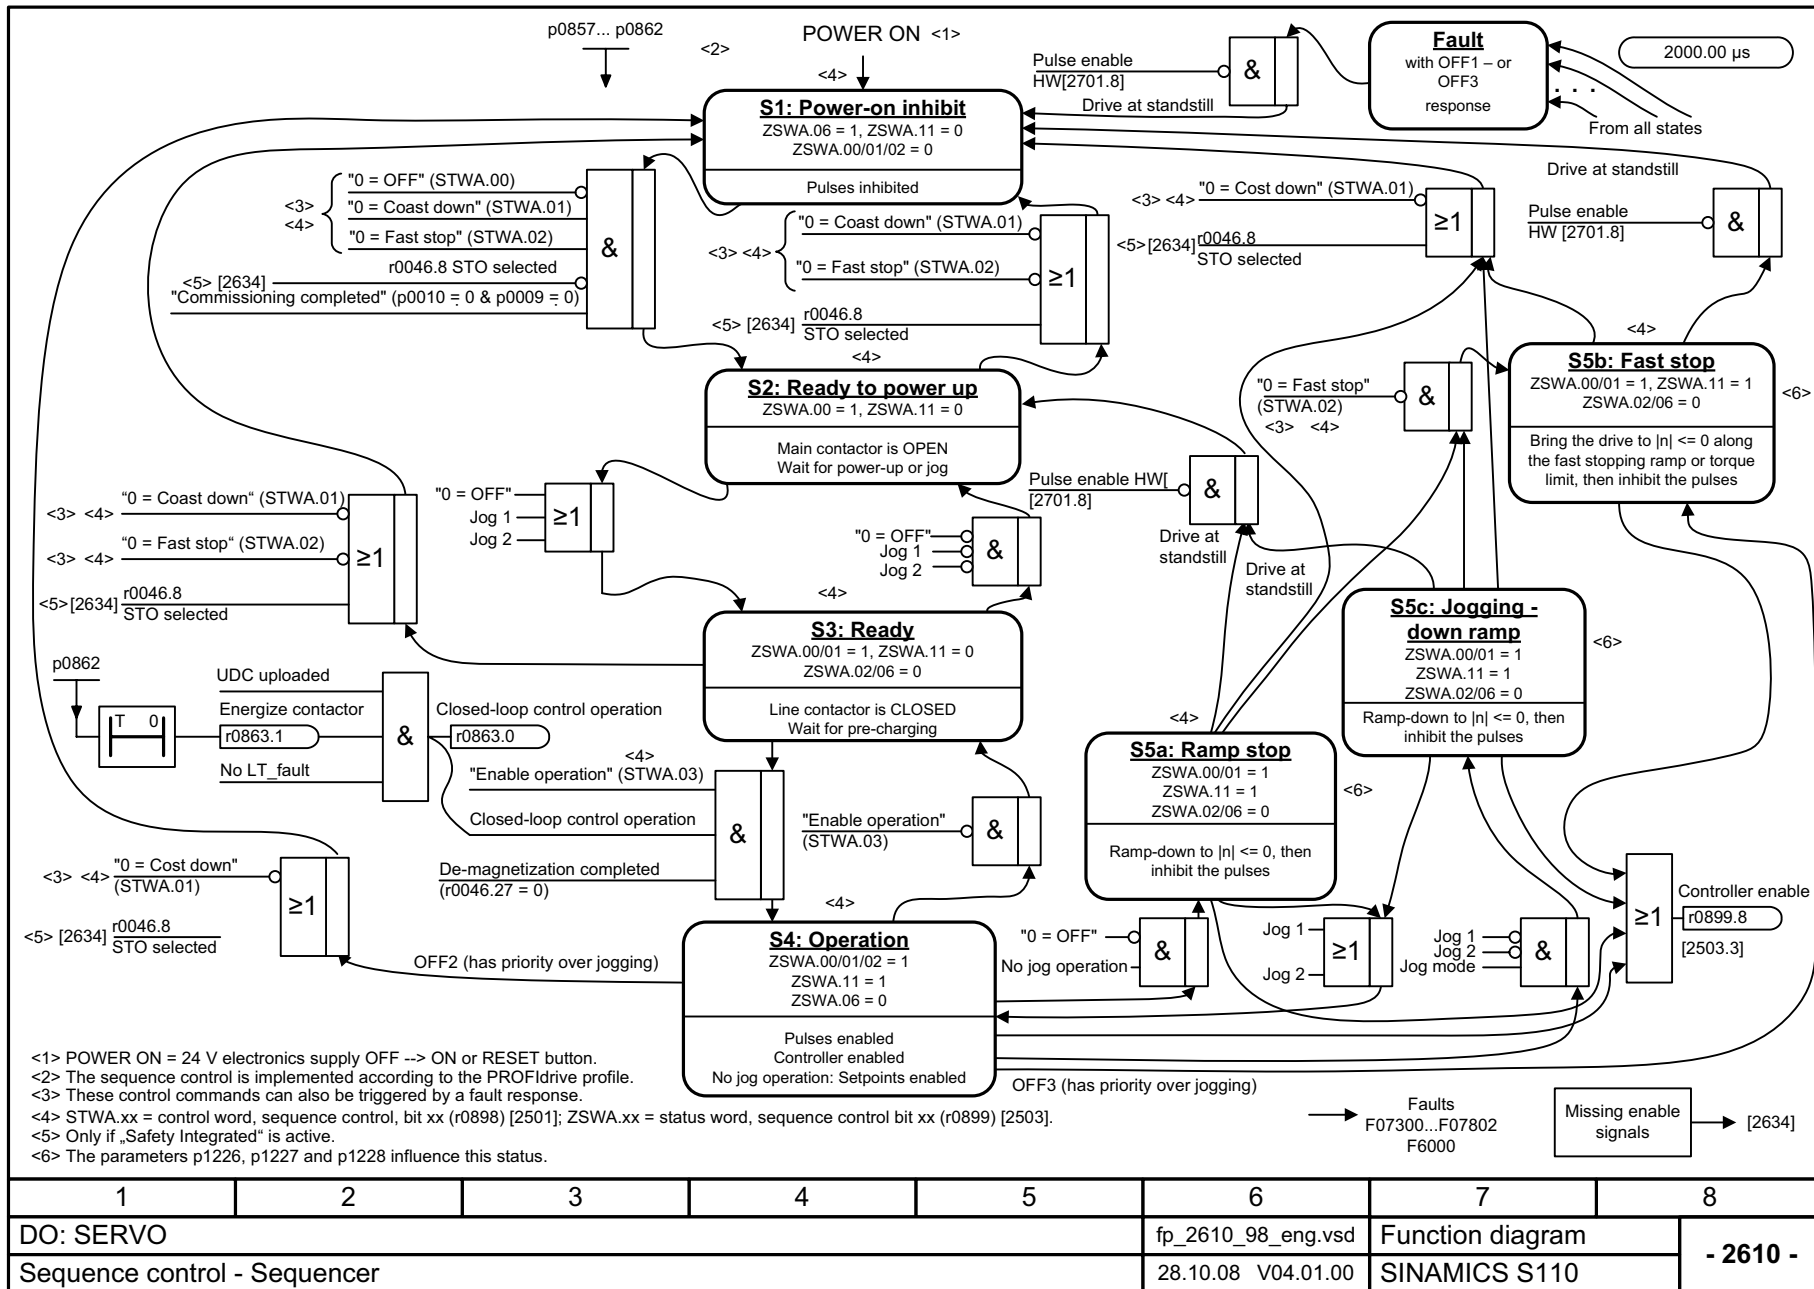 p0857... p0862
<2>
POWER ON <1>
<4>
Pulse enable
HW[2701.8]
&
Drive at standstill
Fault
with OFF1 – or
OFF3
response
. . .
From all states
2000.00 µs
S1: Power-on inhibit
ZSWA.06 = 1, ZSWA.11 = 0
ZSWA.00/01/02 = 0
Pulses inhibited
<3>
<4>
"0 = OFF" (STWA.00)
"0 = Coast down" (STWA.01)
"0 = Fast stop" (STWA.02)
r0046.8 STO selected
<5> [2634]
"Commissioning completed" (p0010 = 0 & p0009 = 0)
&
<3> <4>
"0 = Coast down" (STWA.01)
"0 = Fast stop" (STWA.02)
<5> [2634]
r0046.8
STO selected
≥1
<3> <4>
"0 = Cost down" (STWA.01)
<5>[2634]
r0046.8
STO selected
≥1
Drive at standstill
Pulse enable
HW [2701.8]
&
<4>
S2: Ready to power up
ZSWA.00 = 1, ZSWA.11 = 0
Main contactor is OPEN
Wait for power-up or jog
"0 = Fast stop"
(STWA.02)
<3> <4>
&
<4>
S5b: Fast stop
ZSWA.00/01 = 1, ZSWA.11 = 1
ZSWA.02/06 = 0
Bring the drive to |n| <= 0 along
the fast stopping ramp or torque
limit, then inhibit the pulses
<6>
<3> <4>
“0 = Coast down“ (STWA.01)
<3> <4>
“0 = Fast stop“ (STWA.02)
<5>[2634]
r0046.8
STO selected
≥1
"0 = OFF"
Jog 1
Jog 2
≥1
"0 = OFF"
Jog 1
Jog 2
&
Pulse enable HW[
[2701.8]
&
Drive at
standstill
Drive at
standstill
<4>
S3: Ready
ZSWA.00/01 = 1, ZSWA.11 = 0
ZSWA.02/06 = 0
Line contactor is CLOSED
Wait for pre-charging
S5c: Jogging -
down ramp
ZSWA.00/01 = 1
ZSWA.11 = 1
ZSWA.02/06 = 0
Ramp-down to |n| <= 0, then
inhibit the pulses
<6>
p0862
T 0
UDC uploaded
Energize contactor
r0863.1
No LT_fault
&
Closed-loop control operation
r0863.0
<4>
"Enable operation" (STWA.03)
Closed-loop control operation
De-magnetization completed
(r0046.27 = 0)
&
"Enable operation"
(STWA.03)
&
<4>
S5a: Ramp stop
ZSWA.00/01 = 1
ZSWA.11 = 1
ZSWA.02/06 = 0
Ramp-down to |n| <= 0, then
inhibit the pulses
<6>
<3> <4>
"0 = Cost down"
(STWA.01)
<5> [2634]
r0046.8
STO selected
≥1
OFF2 (has priority over jogging)
<4>
S4: Operation
ZSWA.00/01/02 = 1
ZSWA.11 = 1
ZSWA.06 = 0
Pulses enabled
Controller enabled
No jog operation: Setpoints enabled
"0 = OFF"
No jog operation
&
Jog 1
Jog 2
≥1
Jog 1
Jog 2
Jog mode
&
≥1
Controller enable
r0899.8
[2503.3]
OFF3 (has priority over jogging)
<1> POWER ON = 24 V electronics supply OFF --> ON or RESET button.
<2> The sequence control is implemented according to the PROFIdrive profile.
<3> These control commands can also be triggered by a fault response.
<4> STWA.xx = control word, sequence control, bit xx (r0898) [2501]; ZSWA.xx = status word, sequence control bit xx (r0899) [2503].
<5> Only if „Safety Integrated“ is active.
<6> The parameters p1226, p1227 and p1228 influence this status.
Faults
F07300...F07802
F6000
Missing enable
signals
[2634]
1 2 3 4 5 6 7 8
DO: SERVO
fp_2610_98_eng.vsd
Function diagram
- 2610 -
Sequence control - Sequencer
28.10.08 V04.01.00
SINAMICS S110